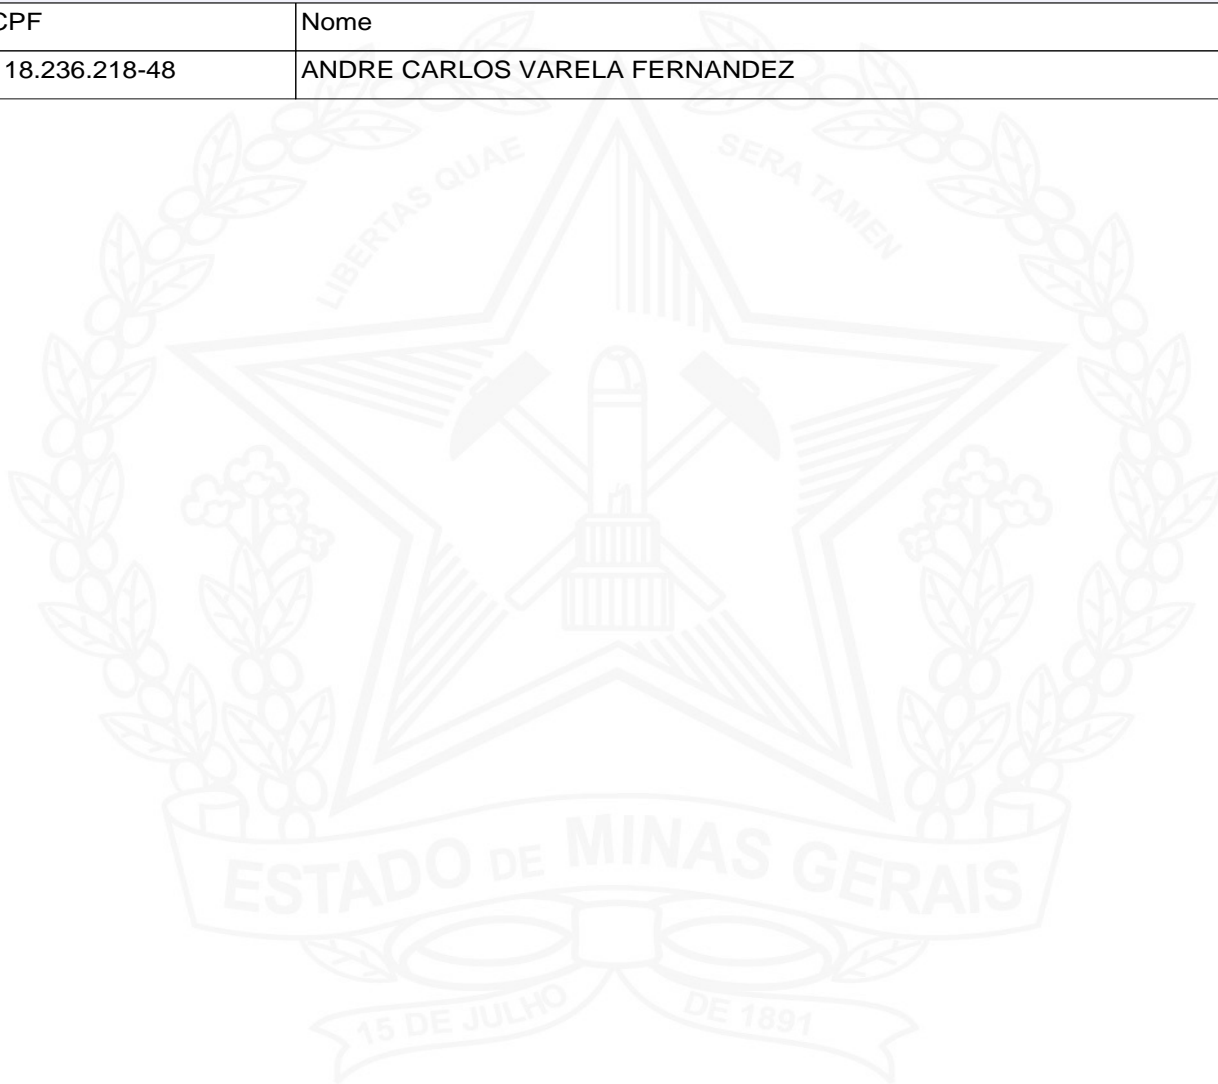 CPF Nome
18.236.218-48 ANDRE CARLOS VARELA FERNANDEZ
LIBERTAS QUAE SERA TAMEN
ESTADO DE MINAS GERAIS
15 DE JULHO DE 1891